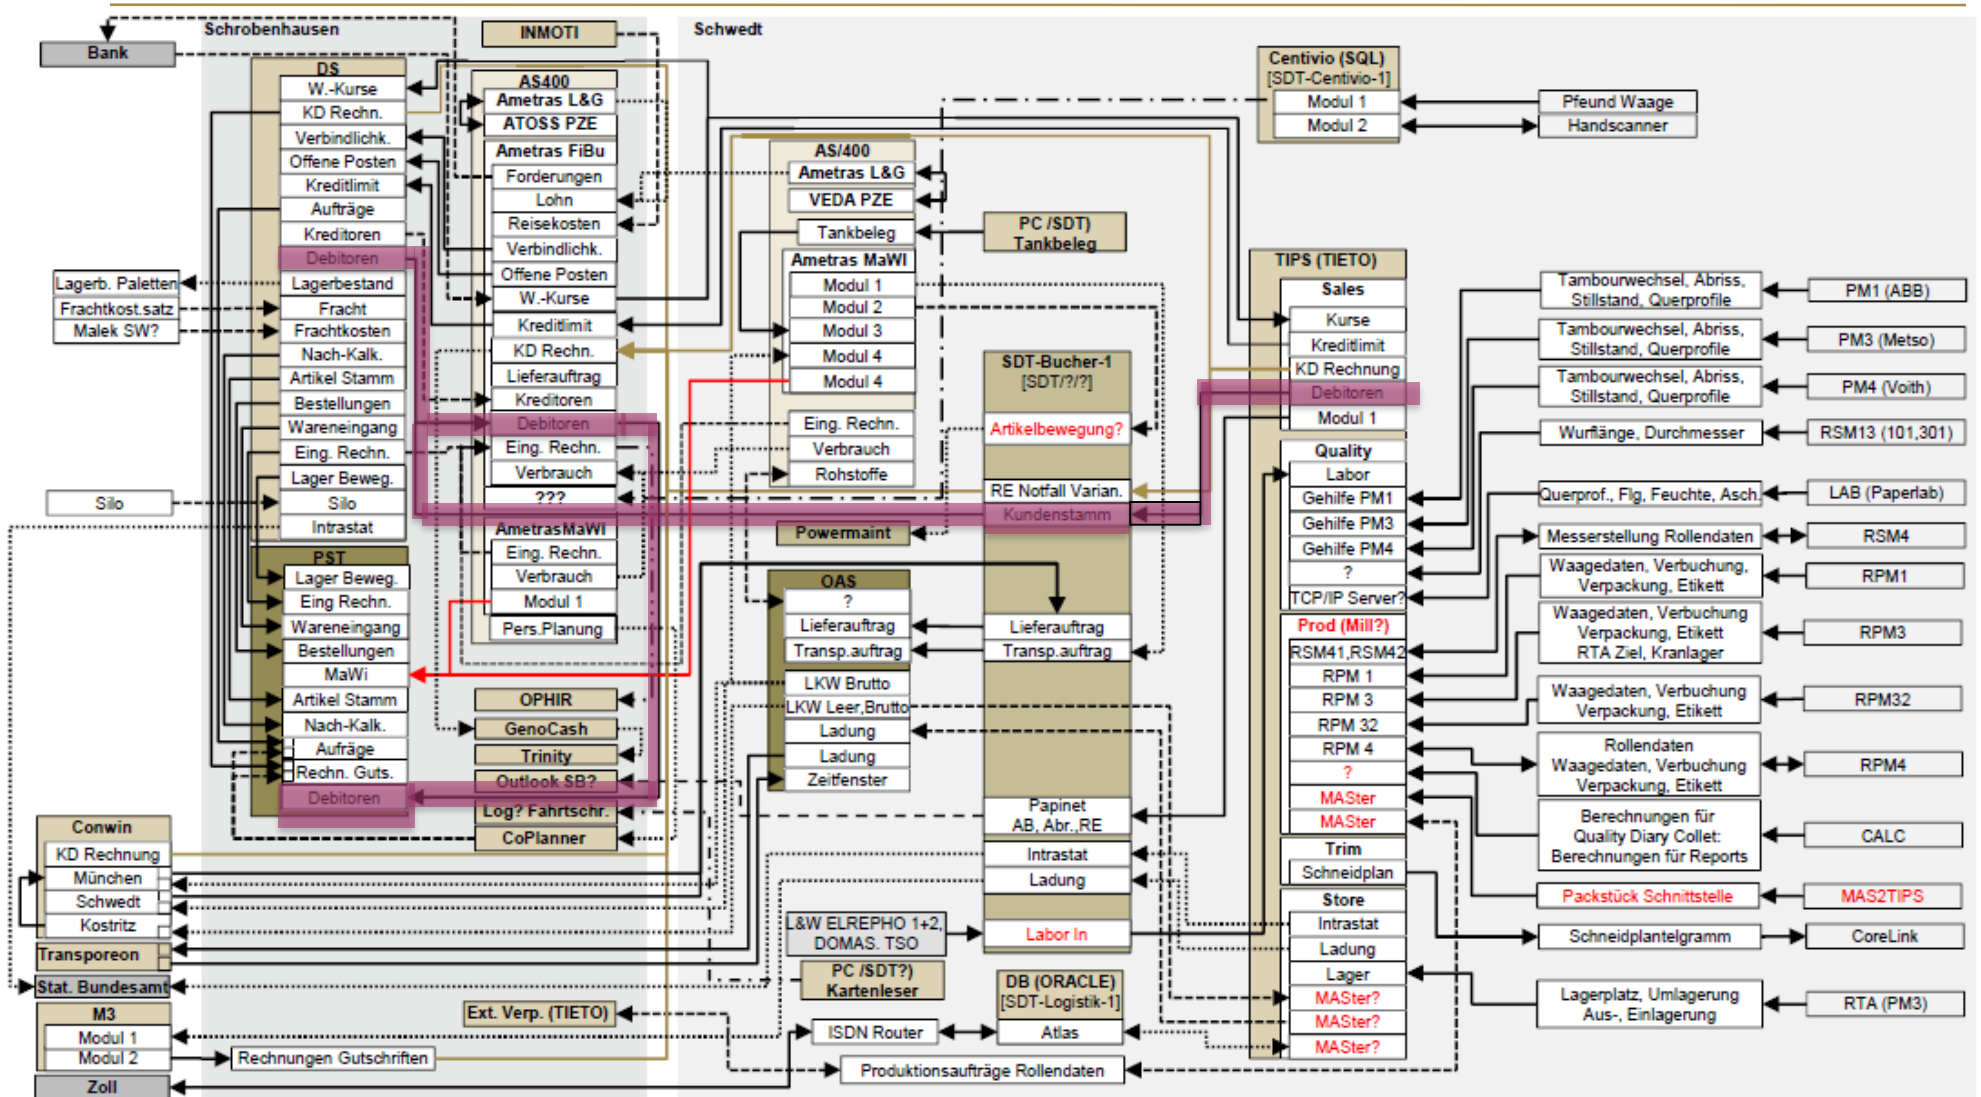 Schrobenhausen
Schwedt
Bank
INMOTI
DS
W.-Kurse
KD Rechn.
Verbindlichk.
Offene Posten
Kreditlimit
Aufträge
Kreditoren
Debitoren
Lagerbestand
Fracht
Frachtkosten
Nach-Kalk.
Artikel Stamm
Bestellungen
Wareneingang
Eing. Rechn.
Lager Beweg.
Silo
Intrastat
Lagerb. Paletten
Frachtkost.satz
Malek SW?
Silo
PST
Lager Beweg.
Eing Rechn.
Wareneingang
Bestellungen
MaWi
Artikel Stamm
Nach-Kalk.
Aufräge
Rechn. Guts.
Debitoren
Conwin
KD Rechnung
München
Schwedt
Kostritz
Transporeon
Stat. Bundesamt
M3
Modul 1
Modul 2
Rechnungen Gutschriften
Zoll
AS400
Ametras L&G
ATOSS PZE
Ametras FiBu
Forderungen
Lohn
Reisekosten
Verbindlichk.
Offene Posten
W.-Kurse
Kreditlimit
KD Rechn.
Lieferauftrag
Kreditoren
Debitoren
Eing. Rechn.
Verbrauch
???
AmetrasMaWI
Eing. Rechn.
Verbrauch
Modul 1
Pers.Planung
OPHIR
GenoCash
Trinity
Outlook SB?
Log? Fahrtschr.
CoPlanner
Ext. Verp. (TIETO)
AS/400
Ametras L&G
VEDA PZE
Tankbeleg
Ametras MaWI
Modul 1
Modul 2
Modul 3
Modul 4
Modul 4
Eing. Rechn.
Verbrauch
Rohstoffe
Powermaint
OAS
?
Lieferauftrag
Transp.auftrag
LKW Brutto
LKW Leer,Brutto
Ladung
Ladung
Zeitfenster
L&W ELREPHO 1+2,
DOMAS. TSO
PC /SDT?)
Kartenleser
ISDN Router
Produktionsaufträge Rollendaten
PC /SDT)
Tankbeleg
SDT-Bucher-1
[SDT/?/?]
Artikelbewegung?
RE Notfall Varian.
Kundenstamm
Lieferauftrag
Transp.auftrag
Papinet
AB, Abr.,RE
Intrastat
Ladung
Labor In
DB (ORACLE)
[SDT-Logistik-1]
Atlas
Centivio (SQL)
[SDT-Centivio-1]
Modul 1
Modul 2
Pfeund Waage
Handscanner
TIPS (TIETO)
Sales
Kurse
Kreditlimit
KD Rechnung
Debitoren
Modul 1
Quality
Labor
Gehilfe PM1
Gehilfe PM3
Gehilfe PM4
?
TCP/IP Server?
Prod (Mill?)
RSM41,RSM42
RPM 1
RPM 3
RPM 32
RPM 4
?
MASter
MASter
Trim
Schneidplan
Store
Intrastat
Ladung
Lager
MASter?
MASter?
MASter?
Tambourwechsel, Abriss,
Stillstand, Querprofile
PM1 (ABB)
Tambourwechsel, Abriss,
Stillstand, Querprofile
PM3 (Metso)
Tambourwechsel, Abriss,
Stillstand, Querprofile
PM4 (Voith)
Wurflänge, Durchmesser
RSM13 (101,301)
Querprof., Flg, Feuchte, Asch.
LAB (Paperlab)
Messerstellung Rollendaten
RSM4
Waagedaten, Verbuchung,
Verpackung, Etikett
RPM1
Waagedaten, Verbuchung
Verpackung, Etikett
RTA Ziel, Kranlager
RPM3
Waagedaten, Verbuchung
Verpackung, Etikett
RPM32
Rollendaten
Waagedaten, Verbuchung
Verpackung, Etikett
RPM4
Berechnungen für
Quality Diary Collet:
Berechnungen für Reports
CALC
Packstück Schnittstelle
MAS2TIPS
Schneidplantelgramm
CoreLink
Lagerplatz, Umlagerung
Aus-, Einlagerung
RTA (PM3)